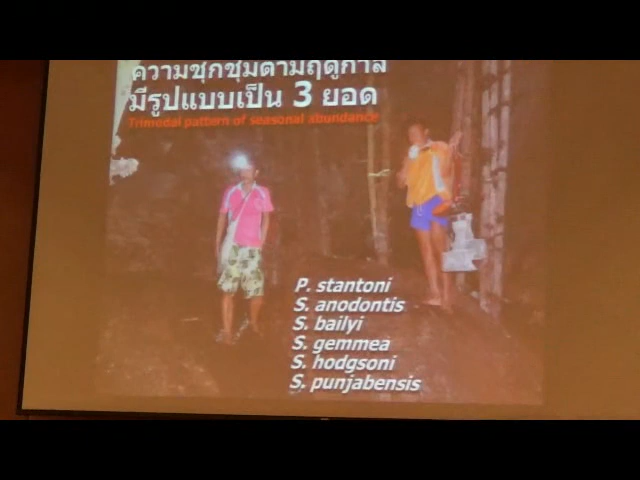 ความชุกชุมตามฤดูกาล
มีรูปแบบเป็น 3 ยอด
Trimodal pattern of seasonal abundance
P. stantoni
S. anodontis
S. bailyi
S. gemmea
S. hodgsoni
S. punjabensis